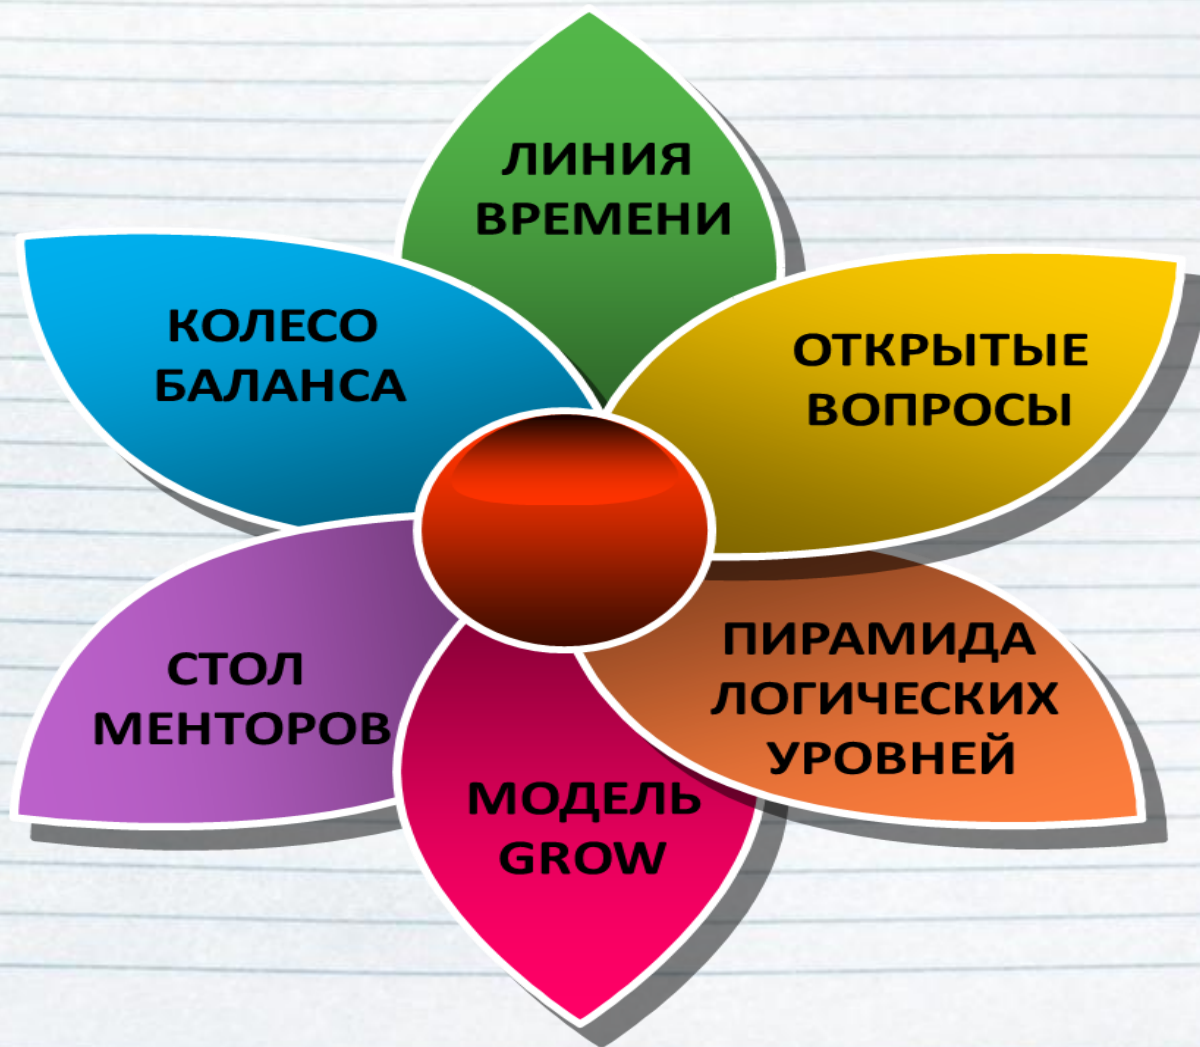 ЛИНИЯ
ВРЕМЕНИ
КОЛЕСО
БАЛАНСА
ОТКРЫТЫЕ
ВОПРОСЫ
СТОЛ
МЕНТОРОВ
ПИРАМИДА
ЛОГИЧЕСКИХ
УРОВНЕЙ
МОДЕЛЬ
GROW